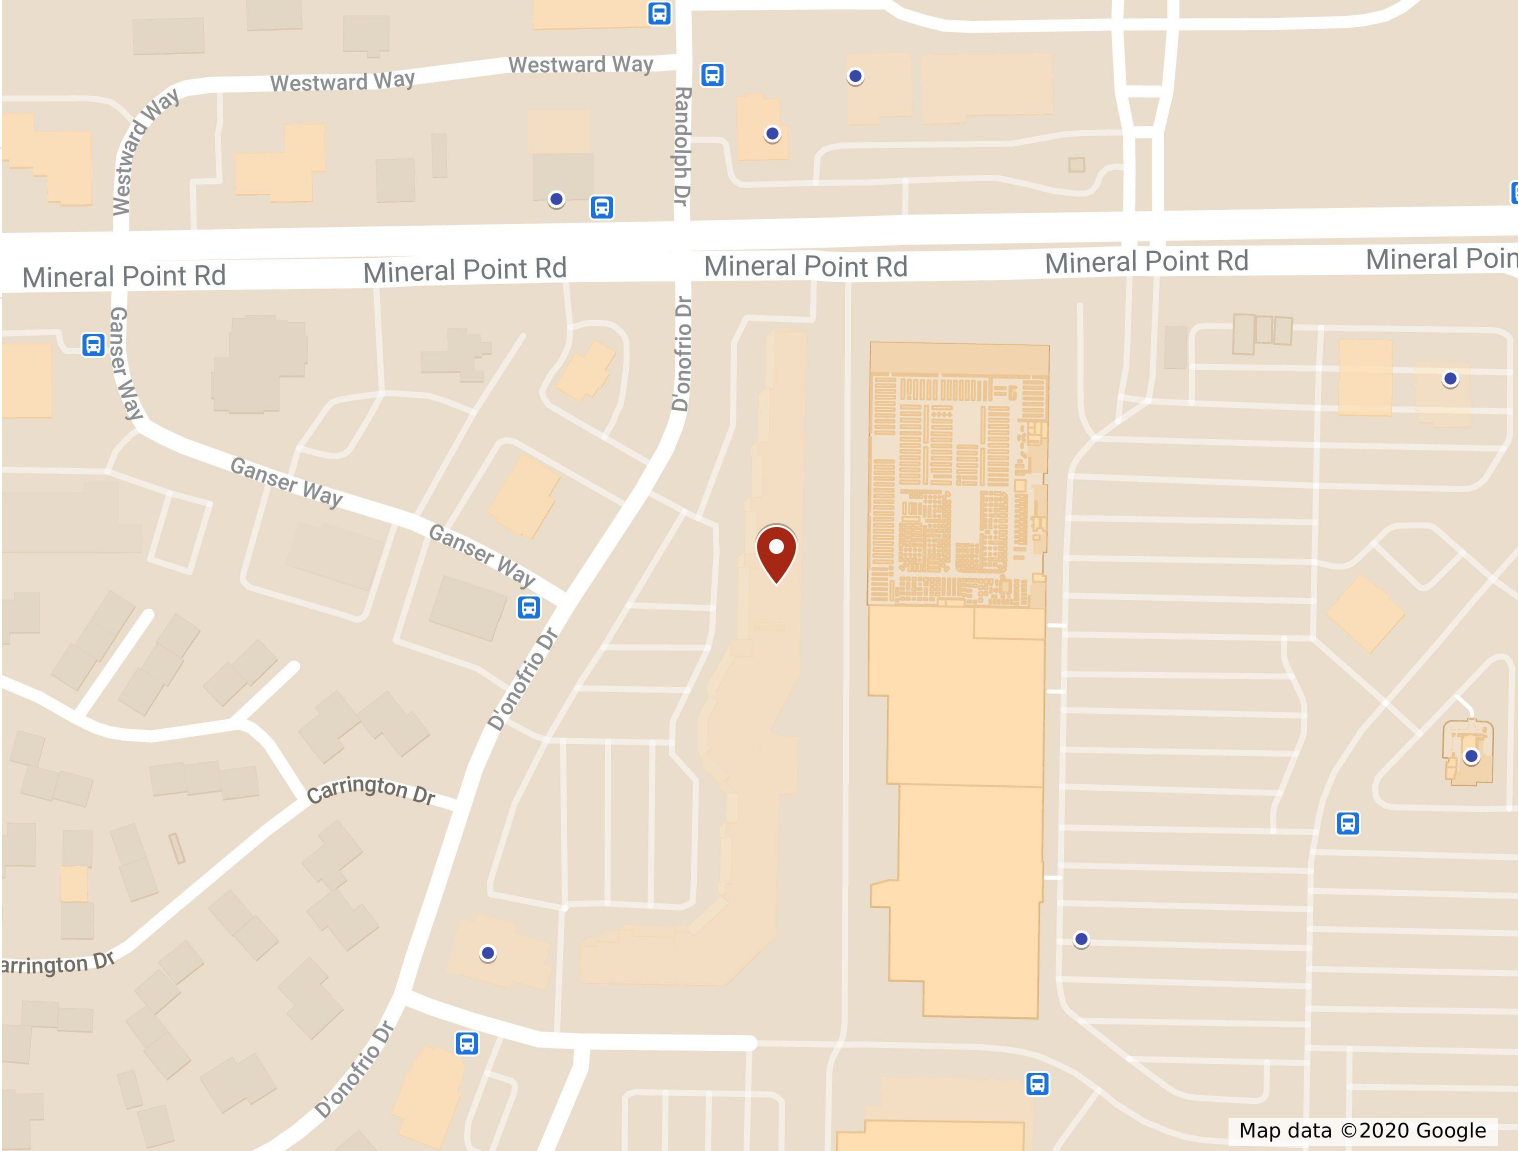 Westward Way
Westward Way
Westward Way
Randolph Dr
Mineral Point Rd
Mineral Point Rd
Mineral Point Rd
Mineral Point Rd
Mineral Poin
Ganser Way
D'onofrio Dr
Ganser Way
Ganser Way
D'onofrio Dr
Carrington Dr
arrington Dr
D'onofrio Dr
Map data ©2020 Google